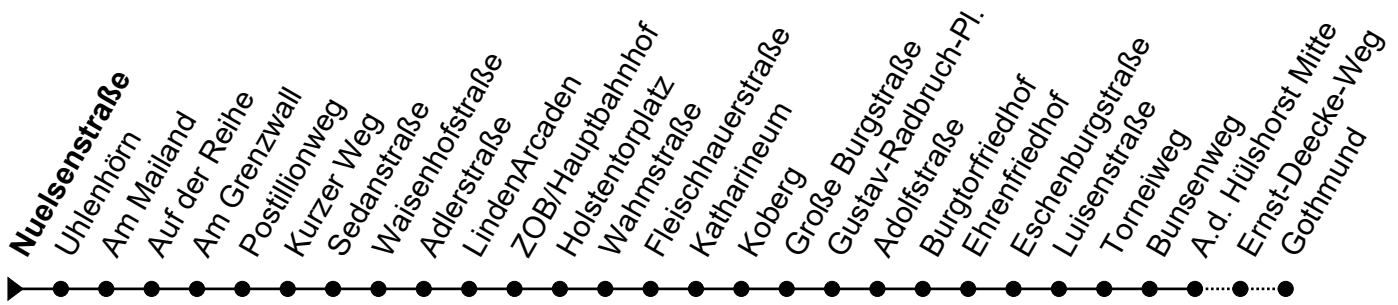 Nuelsenstraße
Uhlenhörn
Am Mailand
Auf der Reihe
Am Grenzwall
Postillionweg
Kurzer Weg
Sedanstraße
Waisenhofstraße
Adlerstraße
LindenArcaden
ZOB/Hauptbahnhof
Holstentorplatz
Wahmstraße
Fleischhauerstraße
Katharineum
Koberg
Große Burgstraße
Gustav-Radbruch-Pl.
Adolfstraße
Burgtorfriedhof
Ehrenfriedhof
Eschenburgstraße
Luisenstraße
Torneiweg
Bunsenweg
A.d. Hülshorst Mitte
Ernst-Deecke-Weg
Gothmund